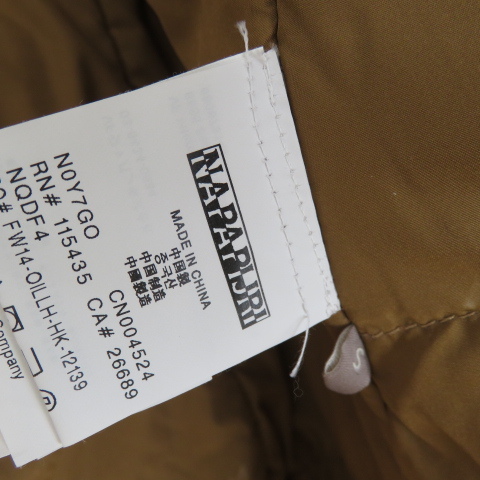 NAPAPIJRI
MADE IN CHINA
中国製
중국산
中国制造
中國製造
CN004524
N0Y7GO
RN# 115435 CA# 26689
NQDF4
FW14-OILLH-HK-12139
Company
S